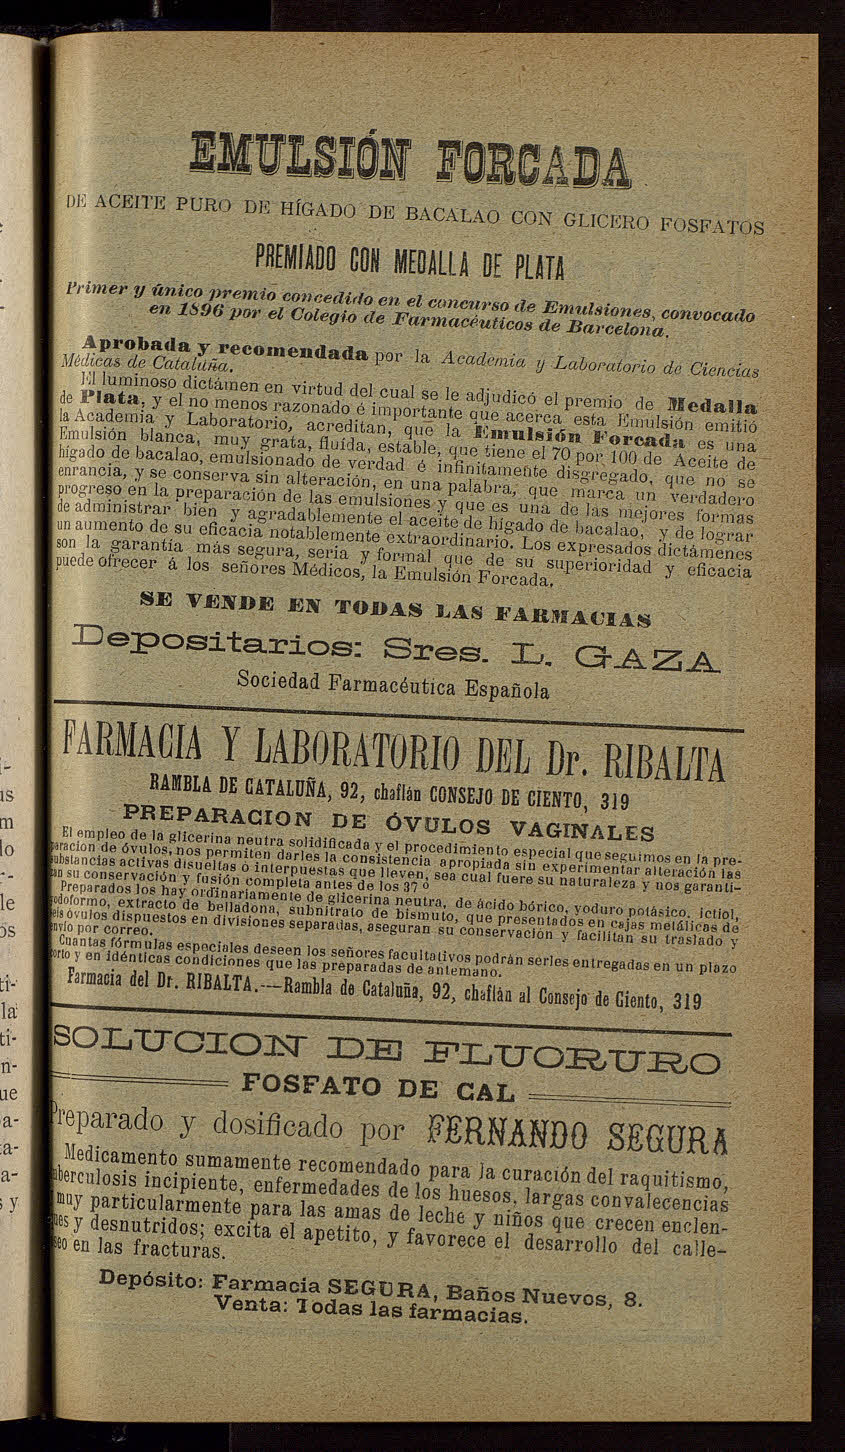 EMULSIÓN FORCADA
DE ACEITE PURO DE HÍGADO DE BACALAO CON GLICERO FOSFATOS
PREMIADO CON MEDALLA DE PLATA
Primer y único premio concedido en el concurso de Emulsiones, convocado
en 1896 por el Colegio de Farmacéuticos de Barcelona.
Aprobada y recomendada por la Academia y Laboratorio de Ciencias
Médicas de Cataluña.
El luminoso dictámen en virtud del cual se le adjudicó el premio de Medalla
de Plata, y el no menos razonado é importante que acerca esta Emulsión emitió
la Academia y Laboratorio, acreditan, que la Emulsión Forcada es una
Emulsión blanca, muy grata, fluída, estable, que tiene el 70 por 100 de Aceite de
hígado de bacalao, emulsionado de verdad é infinitamente disgregado, que no se
enrancia, y se conserva sin alteración, en una palabra, que marca un verdadero
progreso en la preparación de las emulsiones y que es una de las mejores formas
de administrar bien y agradablemente el aceite de hígado de bacalao, y de lograr
un aumento de su eficacia notablemente extraordinario. Los expresados dictámenes
son la garantía más segura, seria y formal que de su superioridad y eficacia
puede ofrecer á los señores Médicos, la Emulsión Forcada,
SE VENDE EN TODAS LAS FARMACIAS
Depositarios: Sres. L. GAZA
Sociedad Farmacéutica Española
FARMACIA Y LABORATORIO DEL Dr. RIBALTA
RAMBLA DE CATALUÑA, 92, chaflán CONSEJO DE CIENTO, 319
PREPARACION DE ÓVULOS VAGINALES
El empleo de la glicerina neutra solidificada y el procedimiento especial que seguimos en la pre-
paracion de óvulos, nos permiten darles la consistencia apropiada sin experimentar alteración las
substancias activas disueltas ó interpuestas que lleven, sea cual fuere su naturaleza y nos garanti-
zan su conservación y fusión completa antes de los 37°
Preparados los hay ordinariamente de glicerina neutra, de ácido bórico, yoduro potásico, ictiol,
yodoformo, extracto de belladona, subnitrato de bismuto, que presentados en cajas metálicas de
seis óvulos dispuestos en divisiones separadas, aseguran su conservación y facilitan su traslado y
envío por correo.
Cuantas fórmulas especiales deseen los señores facultativos podrán serles entregadas en un plazo
corto y en idénticas condiciones que las preparadas de antemano.
Farmacia del Dr. RIBALTA.—Rambla de Cataluña, 92, chaflán al Consejo de Ciento, 319
SOLUCION DE FLUORURO
FOSFATO DE CAL
Preparado y dosificado por FERNANDO SEGURA
Medicamento sumamente recomendado para la curación del raquitismo,
tuberculosis incipiente, enfermedades de los huesos, largas convalecencias
muy particularmente para las amas de leche y niños que crecen enclen-
ques y desnutridos; excita el apetito, y favorece el desarrollo del calle-
seo en las fracturas.
Depósito: Farmacia SEGURA, Baños Nuevos, 8.
Venta: Todas las farmacias.